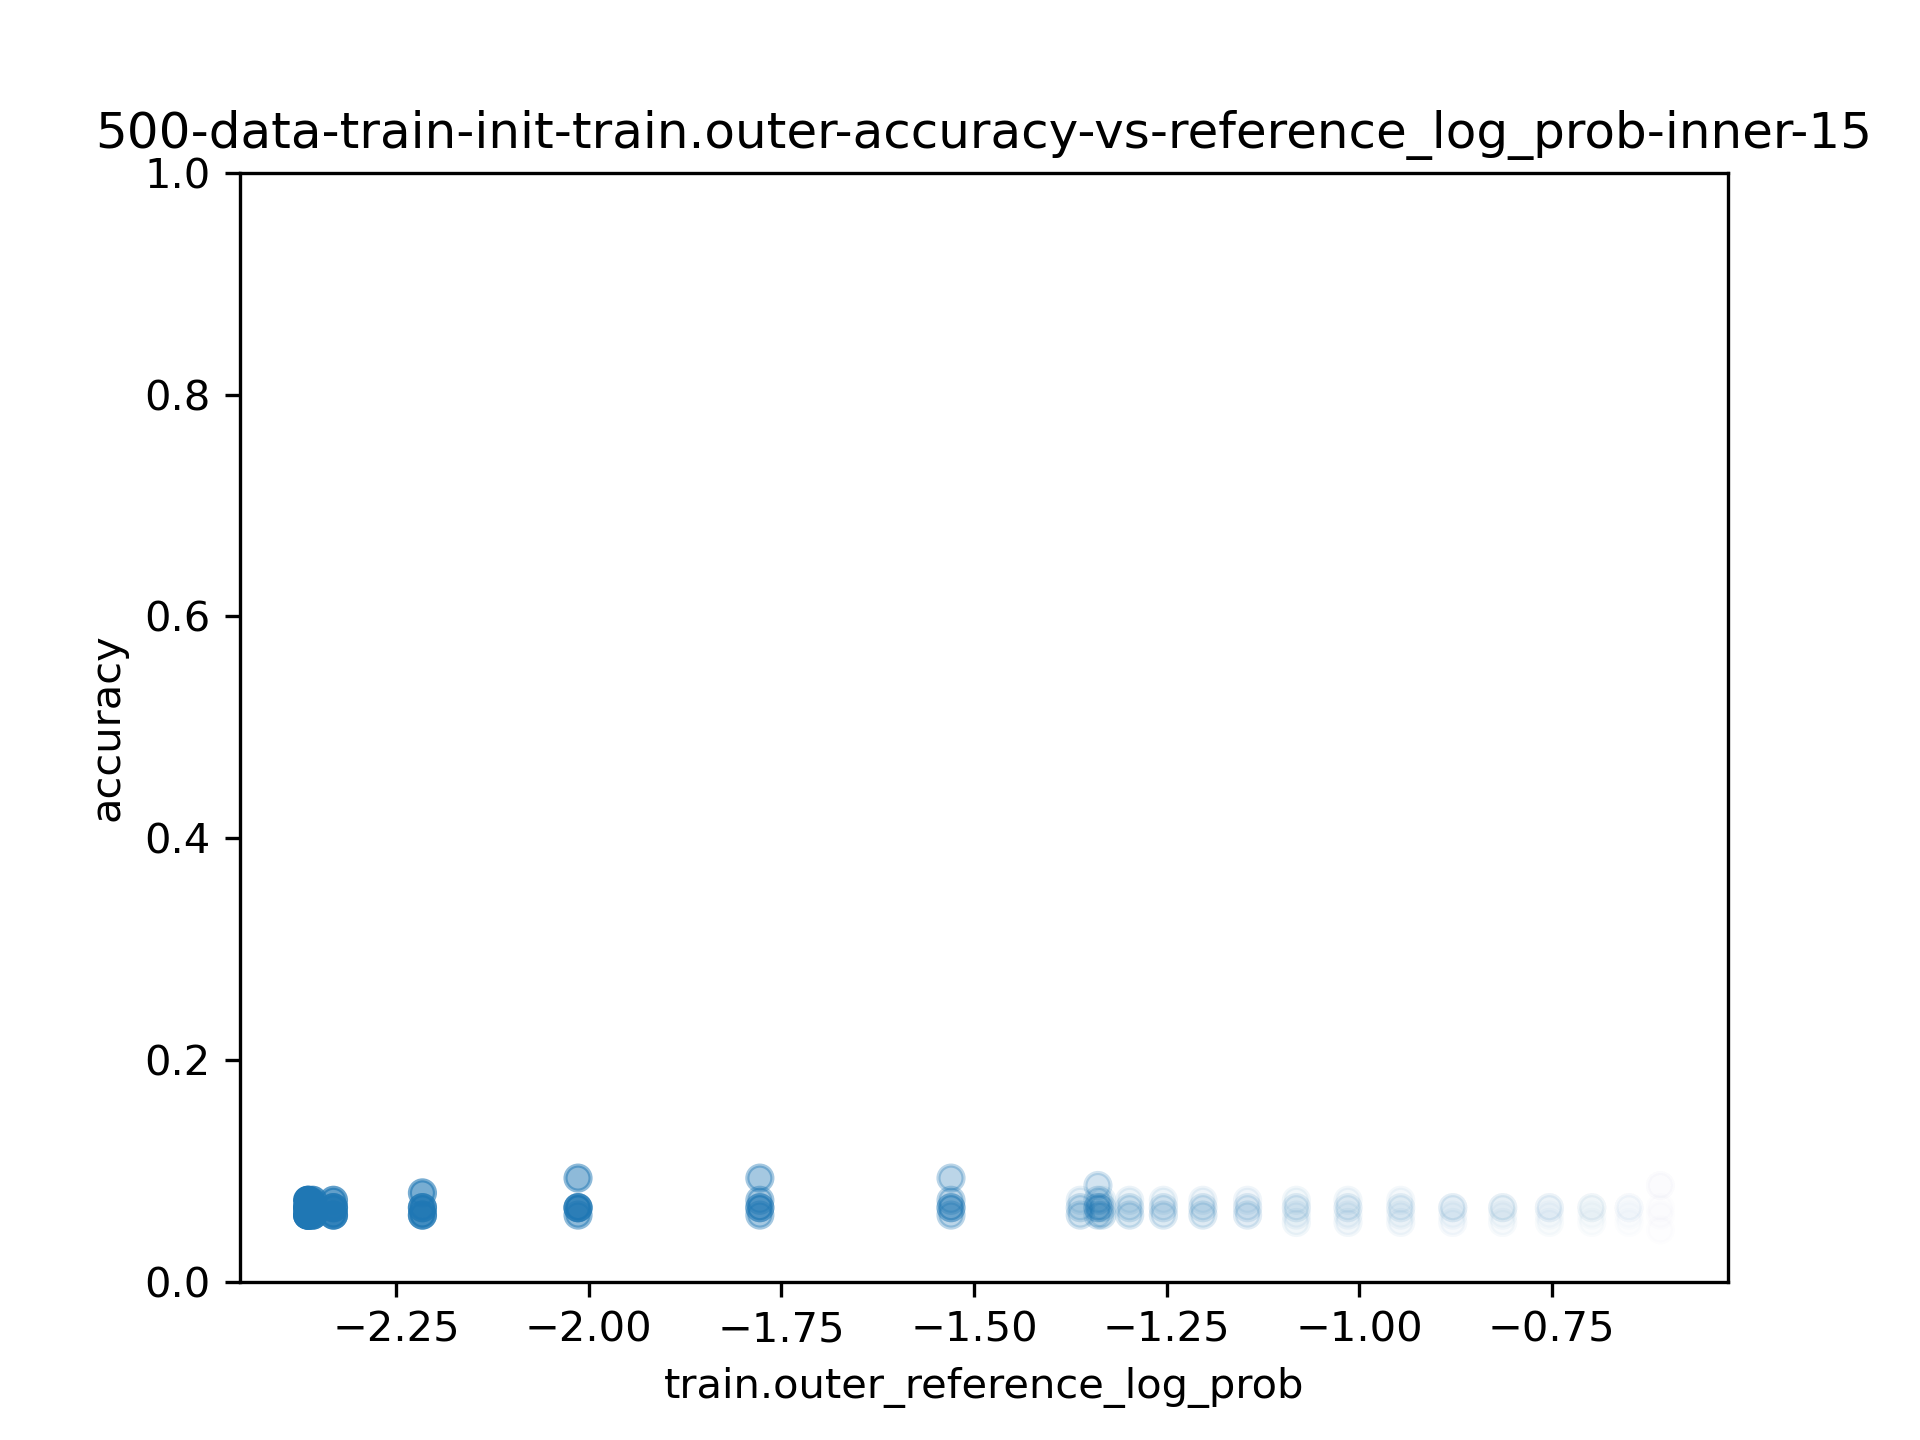 500-data-train-init-train.outer-accuracy-vs-reference_log_prob-inner-15
1.0
0.8
0.6
0.4
0.2
0.0
accuracy
−2.25 −2.00 −1.75 −1.50 −1.25 −1.00 −0.75
train.outer_reference_log_prob